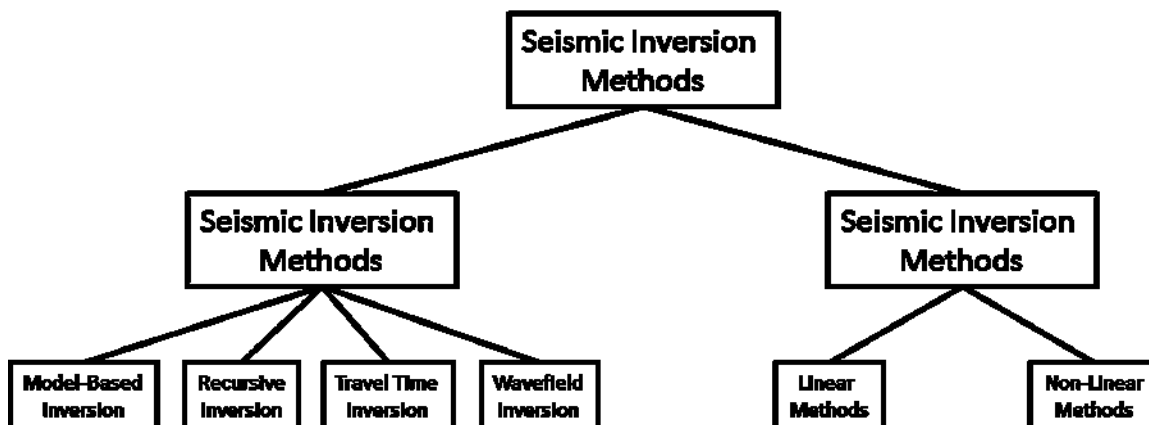 Seismic Inversion
Methods
Seismic Inversion
Methods
Seismic Inversion
Methods
Model-Based
Inversion
Recursive
Inversion
Travel Time
Inversion
Wavefield
Inversion
Linear
Methods
Non-Linear
Methods